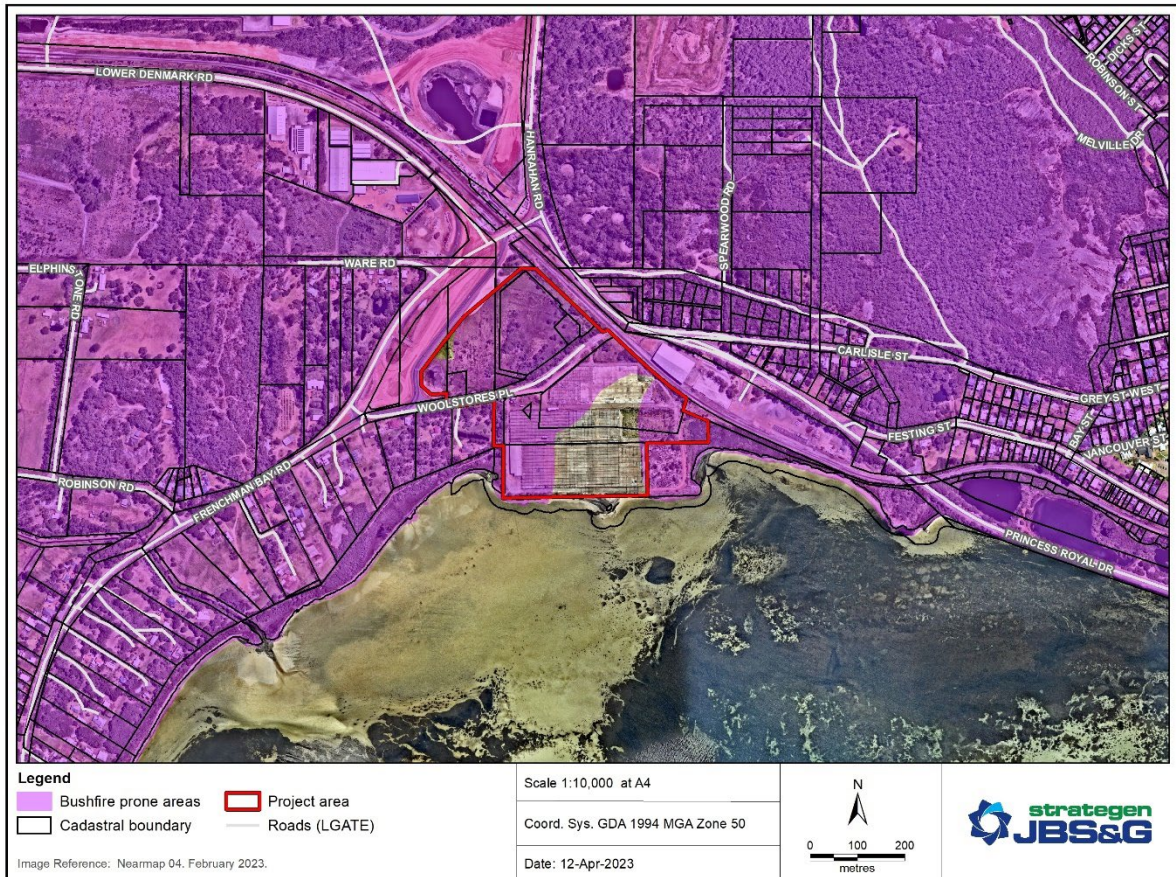 DICKS ST
ROBINSON ST
LOWER DENMARK RD
MELVILLE DR
HANRAHAN RD
SPEARWOOD RD
ELPHINSTONE RD
WARE RD
CARLISLE ST
WOOLSTORES PL
GREY ST WEST
BAY ST
FESTING ST
VANCOUVER ST
ROBINSON RD
FRENCHMAN BAY RD
PRINCESS ROYAL DR
Legend
Bushfire prone areas
Project area
Cadastral boundary
Roads (LGATE)
Image Reference: Nearmap 04. February 2023.
Scale 1:10,000 at A4
Coord. Sys. GDA 1994 MGA Zone 50
Date: 12-Apr-2023
N
0 100 200
metres
strategen
JBS&G